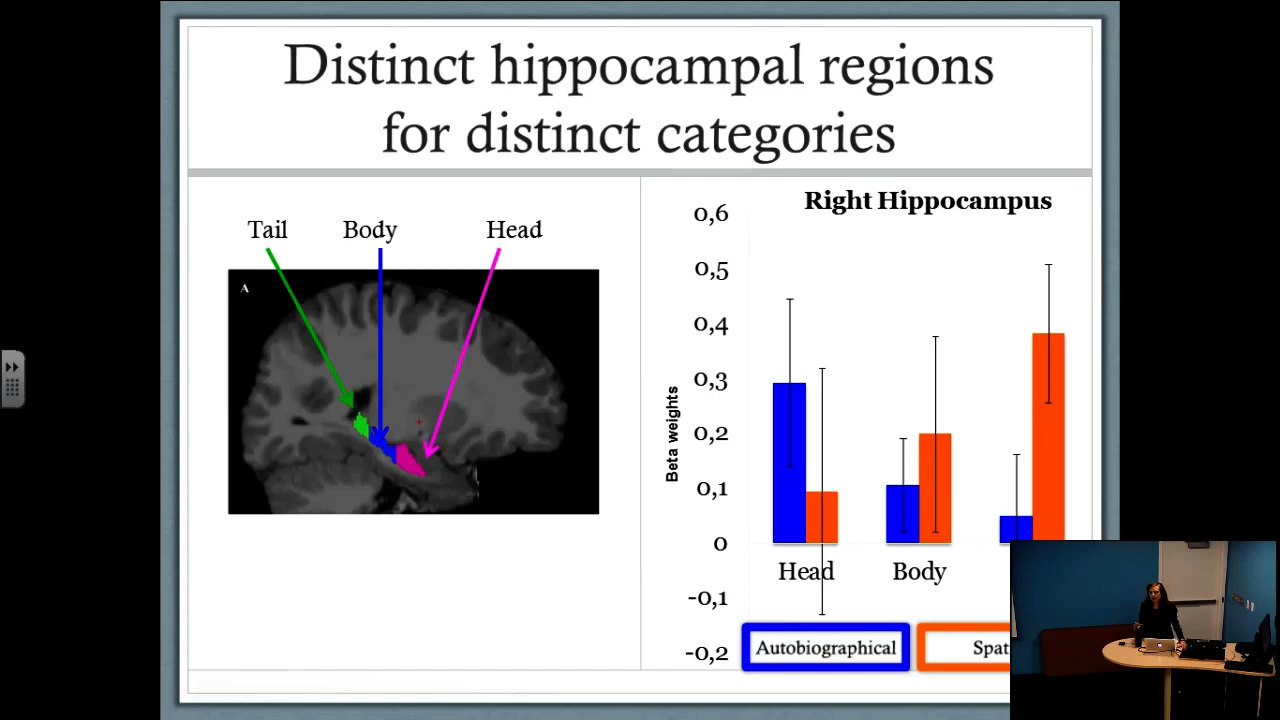 Distinct hippocampal regions
for distinct categories
Tail Body Head
A
Right Hippocampus
Beta weights
0,6
0,5
0,4
0,3
0,2
0,1
0
-0,1
-0,2
Head Body
Autobiographical Spat